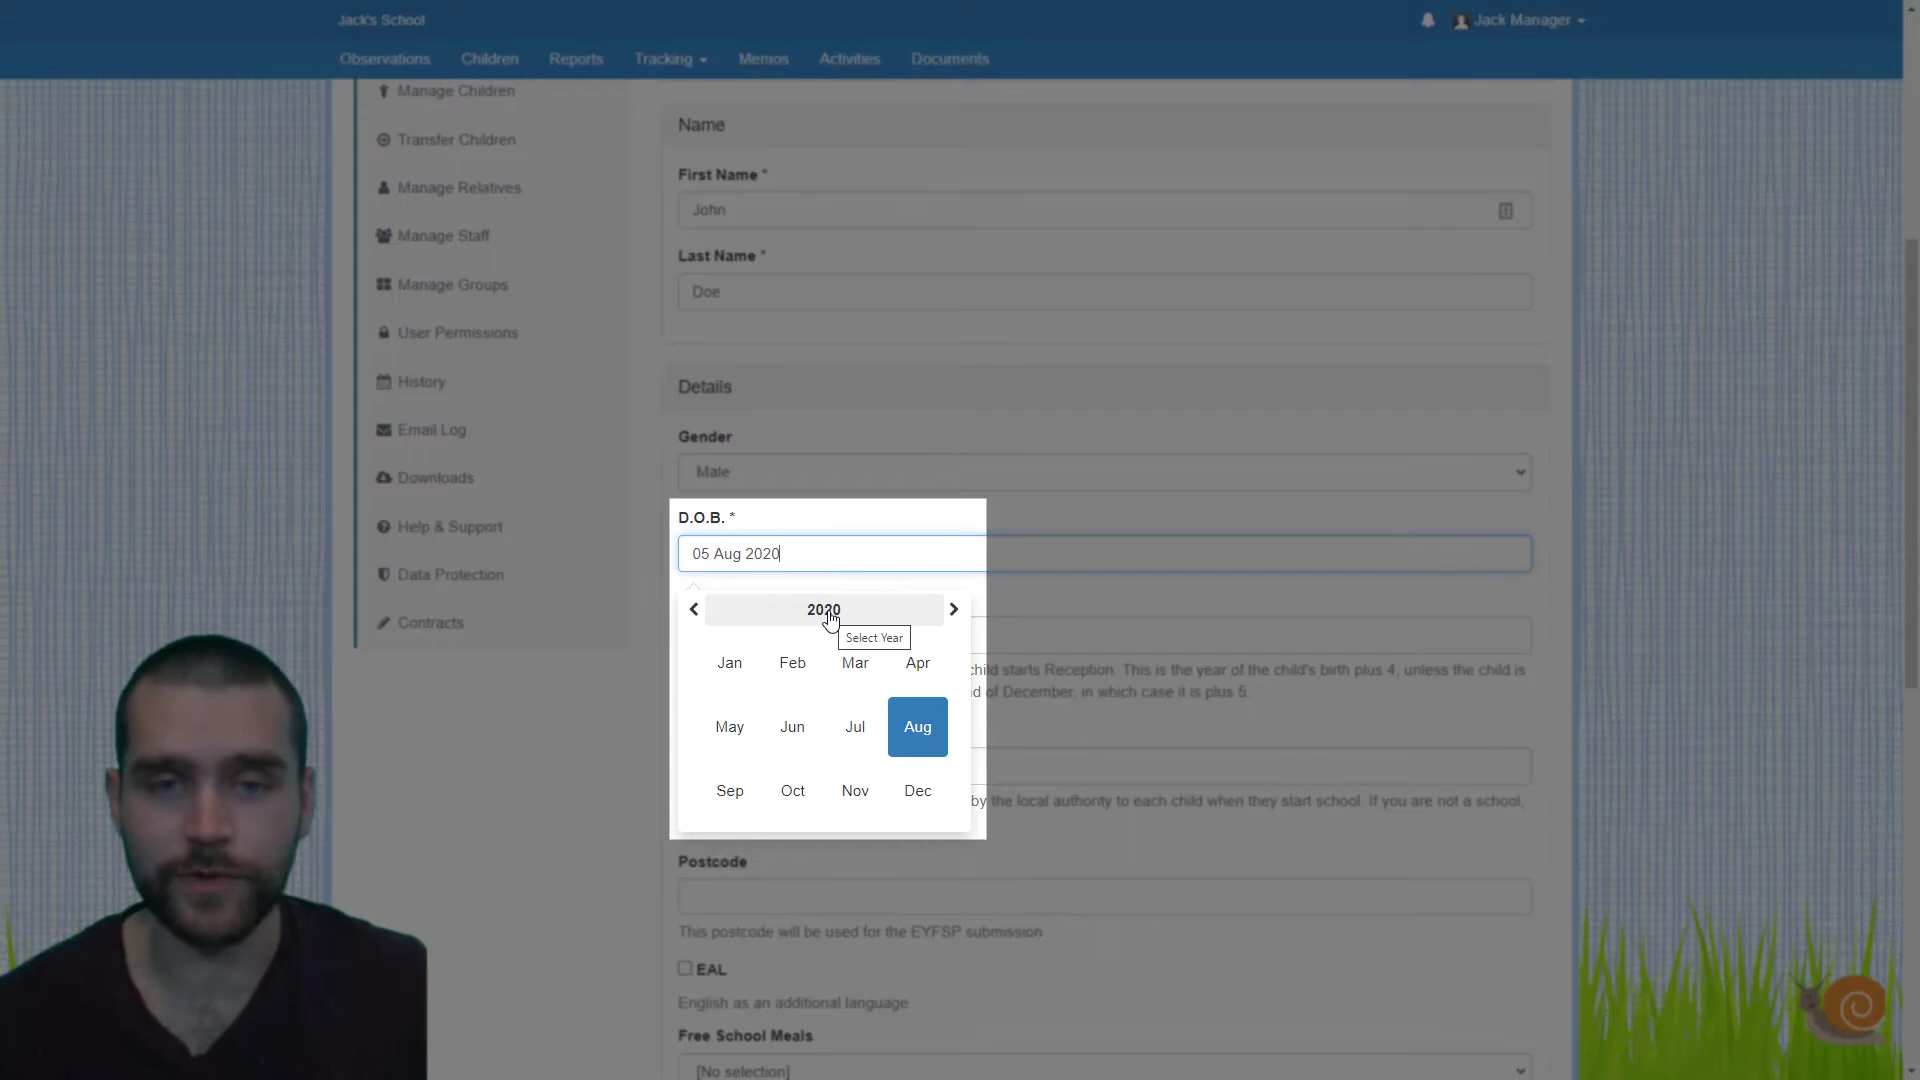 Jack's School
Jack Manager
Observations Children Reports Tracking Memos Activities Documents
Manage Children
Transfer Children
Manage Relatives
Manage Staff
Manage Groups
User Permissions
History
Email Log
Downloads
Help & Support
Data Protection
Contracts
Name
First Name *
John
Last Name *
Doe
Details
Gender
Male
D.O.B. *
05 Aug 2020
2020
Select Year
Jan Feb Mar Apr
May Jun Jul Aug
Sep Oct Nov Dec
child starts Reception. This is the year of the child's birth plus 4, unless the child is
of December, in which case it is plus 5.
by the local authority to each child when they start school. If you are not a school,
Postcode
This postcode will be used for the EYFSP submission
EAL
English as an additional language
Free School Meals
[No selection]